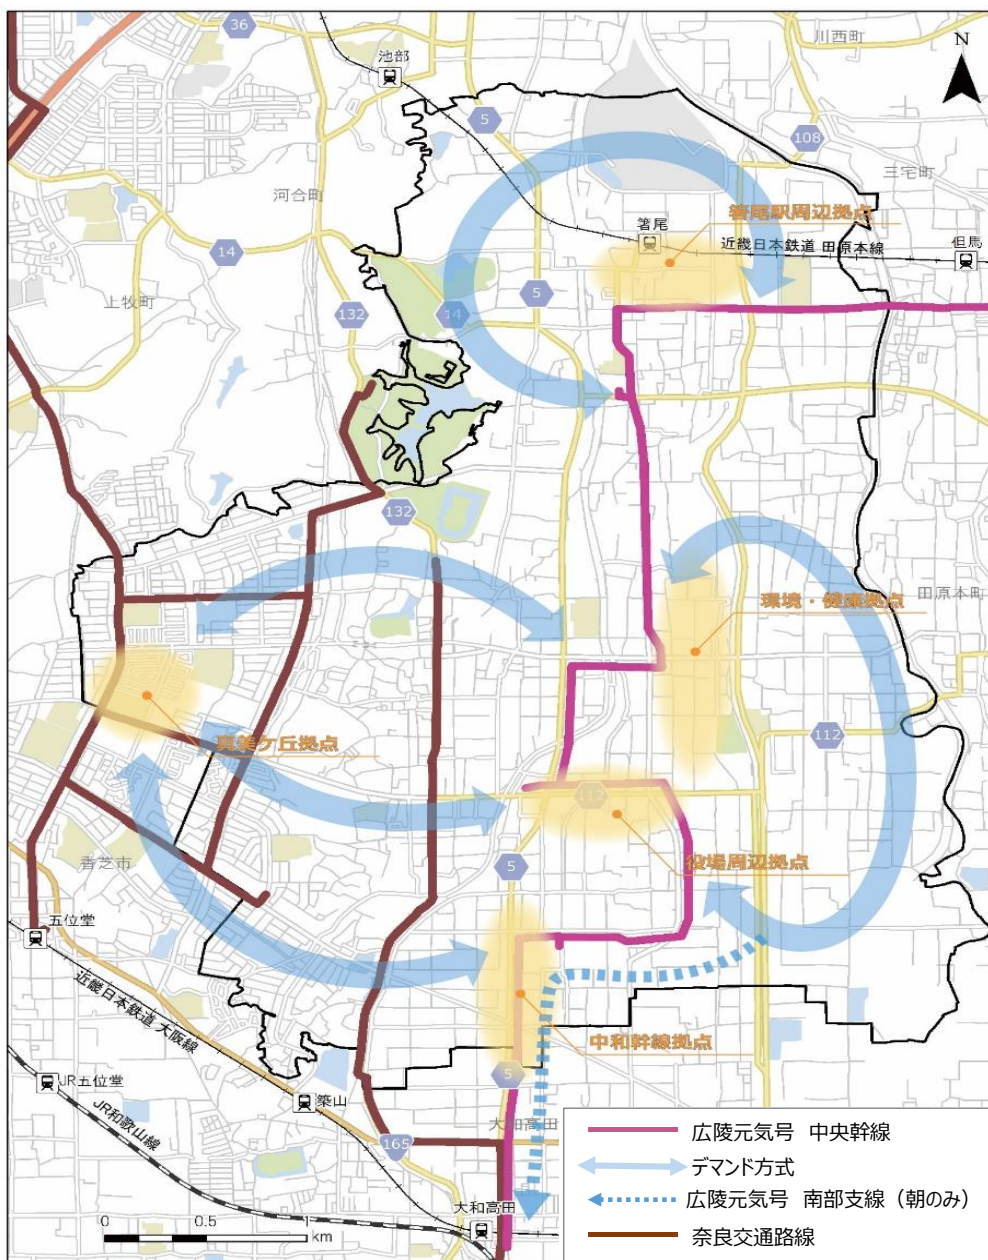 36
池部
川西町
N
5
108
三宅町
河合町
箸尾駅周辺拠点
箸尾
近畿日本鉄道 田原本線
但馬
14
上牧町
132
14
5
132
田原本町
環境・健康拠点
真美ケ丘拠点
112
112
役場周辺拠点
香芝市
5
五位堂
近畿日本鉄道 大阪線
中和幹線拠点
JR五位堂
JR和歌山線
築山
5
大和高田
165
大和高田
0 0.5 1
km
広陵元気号 中央幹線
デマンド方式
広陵元気号 南部支線（朝のみ）
奈良交通路線